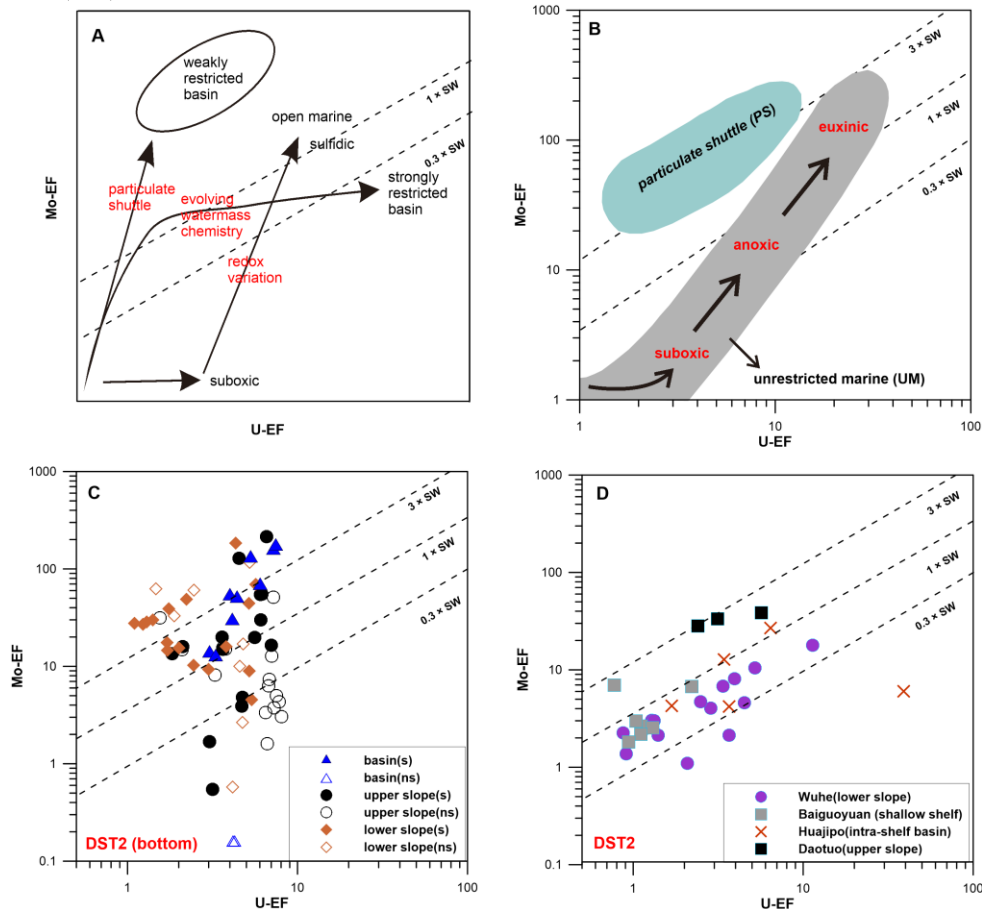 A
weakly
restricted
basin
1 × SW
open marine
sulfidic
0.3 × SW
strongly
restricted
basin
particulate
shuttle
evolving
watermass
chemistry
redox
variation
suboxic
Mo-EF
U-EF
B
1000
100
10
1
3 × SW
1 × SW
0.3 × SW
particulate shuttle (PS)
euxinic
anoxic
suboxic
unrestricted marine (UM)
Mo-EF
1
10
100
U-EF
C
1000
100
10
1
0.1
3 × SW
1 × SW
0.3 × SW
Mo-EF
basin(s)
basin(ns)
upper slope(s)
upper slope(ns)
lower slope(s)
lower slope(ns)
DST2 (bottom)
1
10
100
U-EF
D
1000
100
10
1
0.1
3 × SW
1 × SW
0.3 × SW
Mo-EF
Wuhe(lower slope)
Baiguoyuan (shallow shelf)
Huajipo(intra-shelf basin)
Daotuo(upper slope)
DST2
1
10
100
U-EF